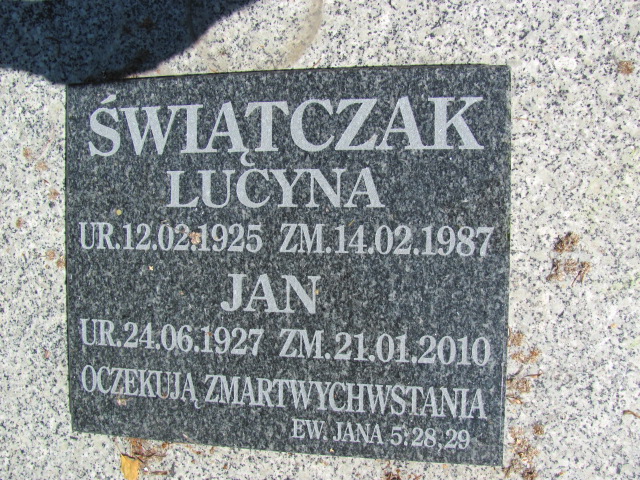 ŚWIĄTCZAK
LUCYNA
UR.12.02.1925 ZM.14.02.1987
JAN
UR.24.06.1927 ZM.21.01.2010
OCZEKUJĄ ZMARTWYCHWSTANIA
EW. JANA 5:28,29